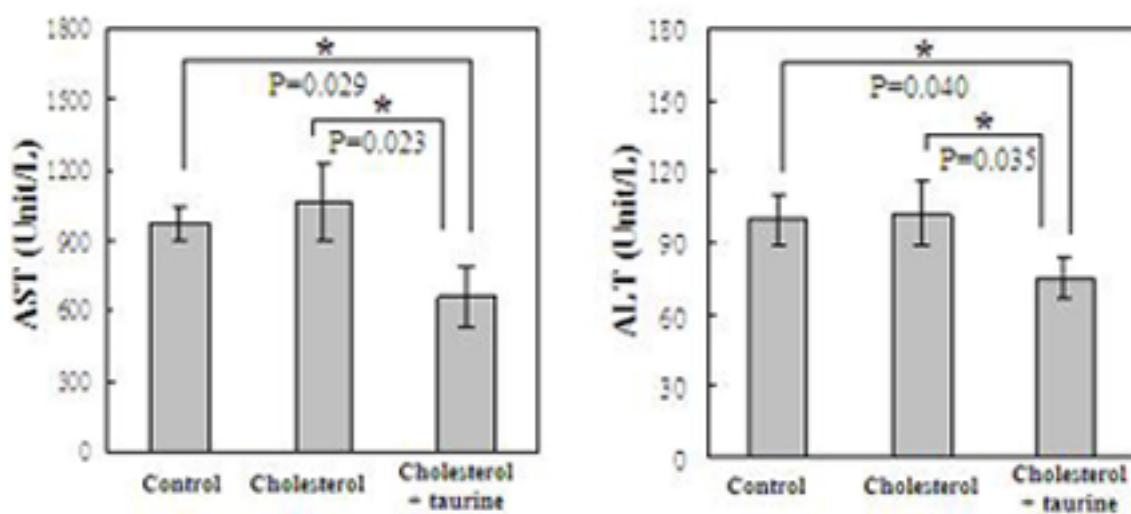 1800
1500
1200
900
600
300
0
AST (Unit/L)
*
P=0.029
*
P=0.023
Control
Cholesterol
Cholesterol
+ taurine
180
150
120
90
60
30
0
ALT (Unit/L)
*
P=0.040
*
P=0.035
Control
Cholesterol
Cholesterol
+ taurine